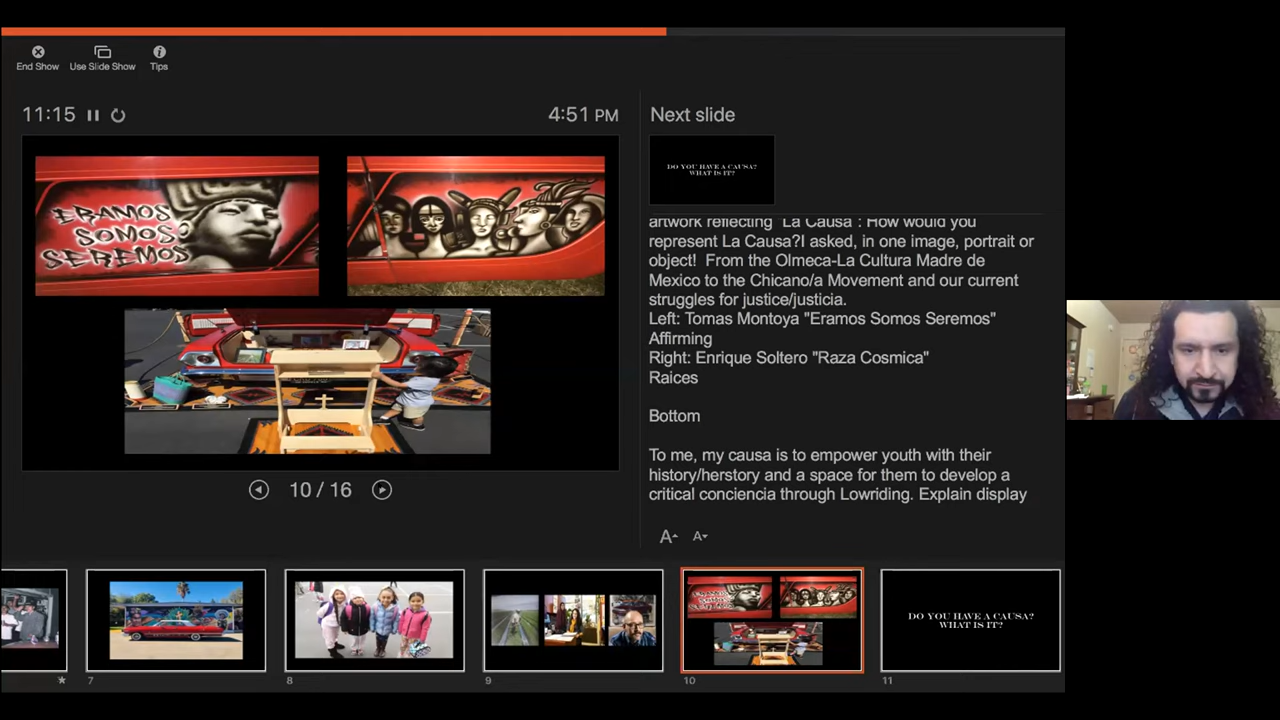 End Show
Use Slide Show
Tips
11:15
4:51 PM
Next slide
ERAMOS
SOMOS
SEREMOS
DO YOU HAVE A CAUSA?
WHAT IS IT?
artwork reflecting "La Causa": How would you
represent La Causa?I asked, in one image, portrait or
object!  From the Olmeca-La Cultura Madre de
Mexico to the Chicano/a Movement and our current
struggles for justice/justicia.
Left: Tomas Montoya "Eramos Somos Seremos"
Affirming
Right: Enrique Soltero "Raza Cosmica"
Raices
Bottom
To me, my causa is to empower youth with their
history/herstory and a space for them to develop a
critical conciencia through Lowriding. Explain display
10 / 16
A
A
DO YOU HAVE A CAUSA?
WHAT IS IT?
7
8
9
10
11